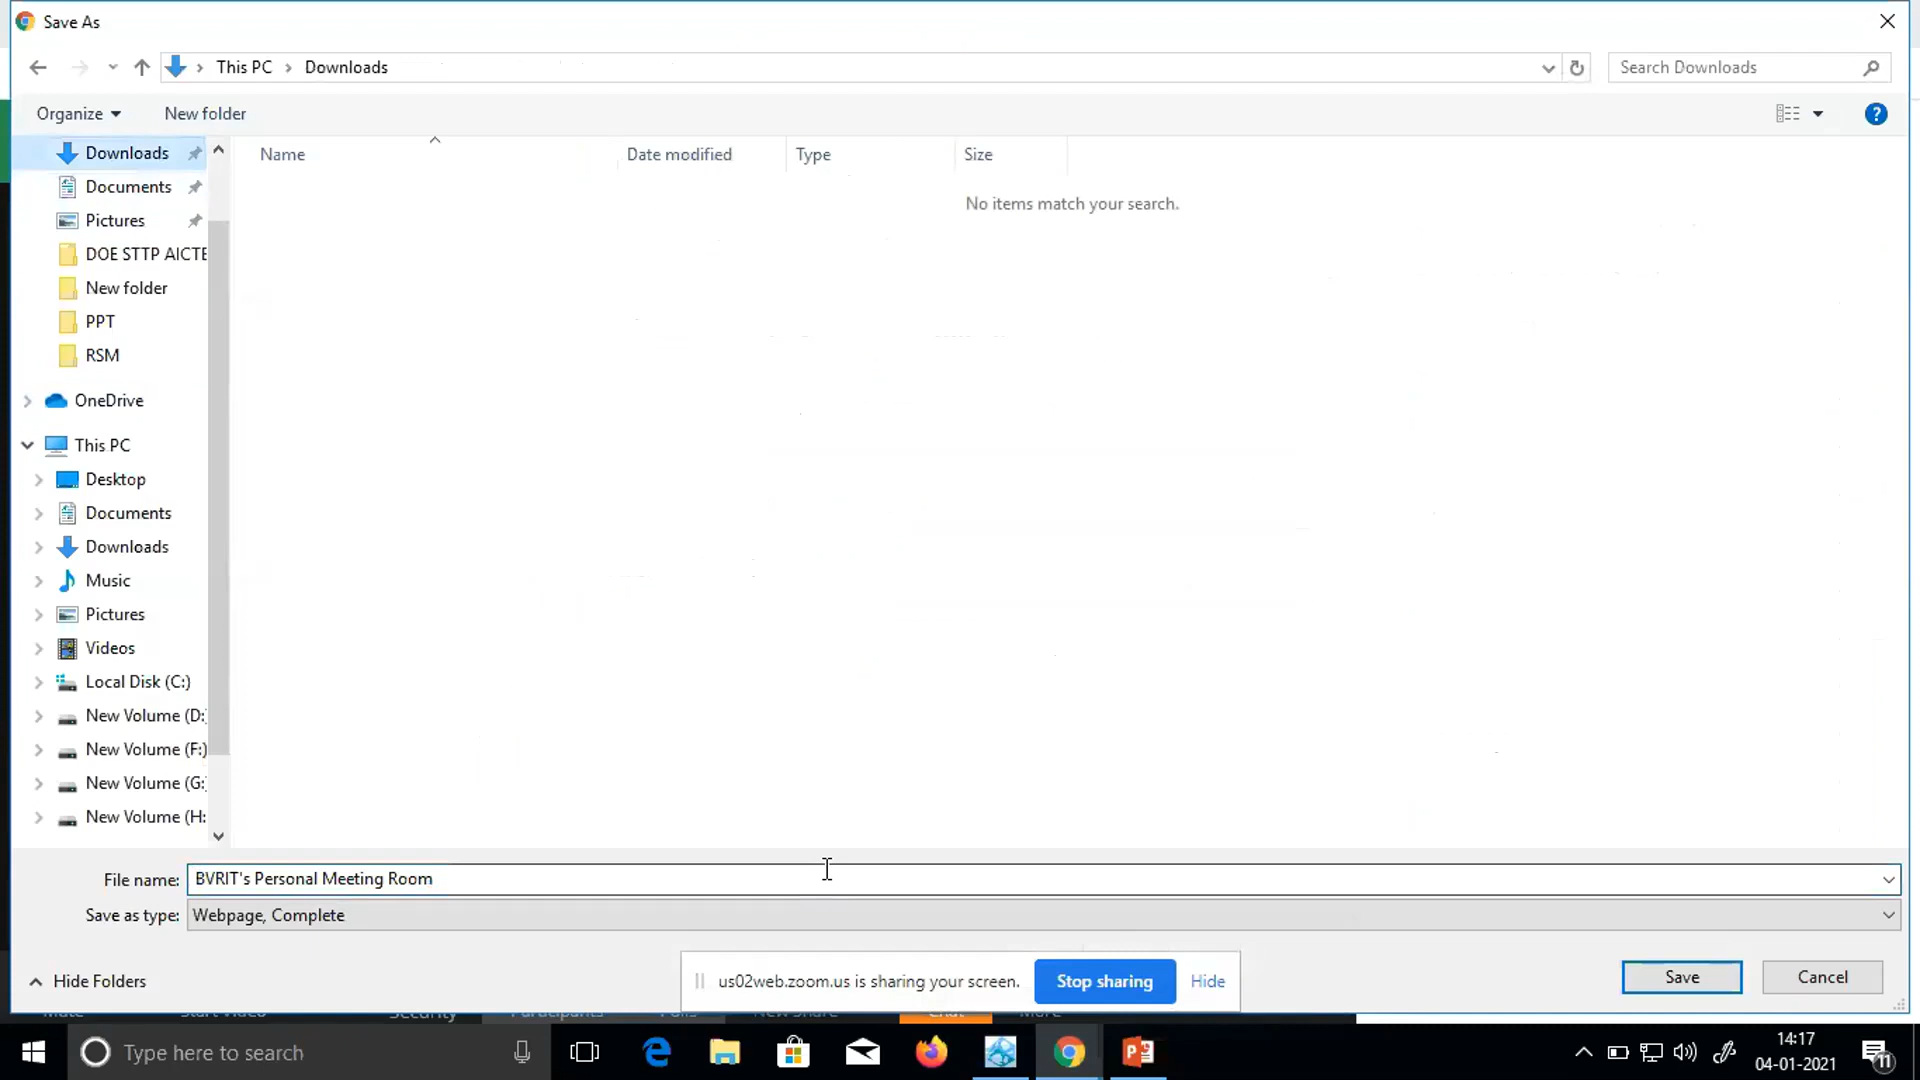 Save As
This PC
Downloads
Search Downloads
Organize
New folder
Downloads
Documents
Pictures
DOE STTP AICTE
New folder
PPT
RSM
OneDrive
This PC
Desktop
Documents
Downloads
Music
Pictures
Videos
Local Disk (C:)
New Volume (D:
New Volume (F:)
New Volume (G:
New Volume (H:
Name
Date modified
Type
Size
No items match your search.
File name:
BVRIT's Personal Meeting Room
Save as type:
Webpage, Complete
Hide Folders
us02web.zoom.us is sharing your screen.
Stop sharing
Hide
Save
Cancel
Type here to search
14:17
04-01-2021
11